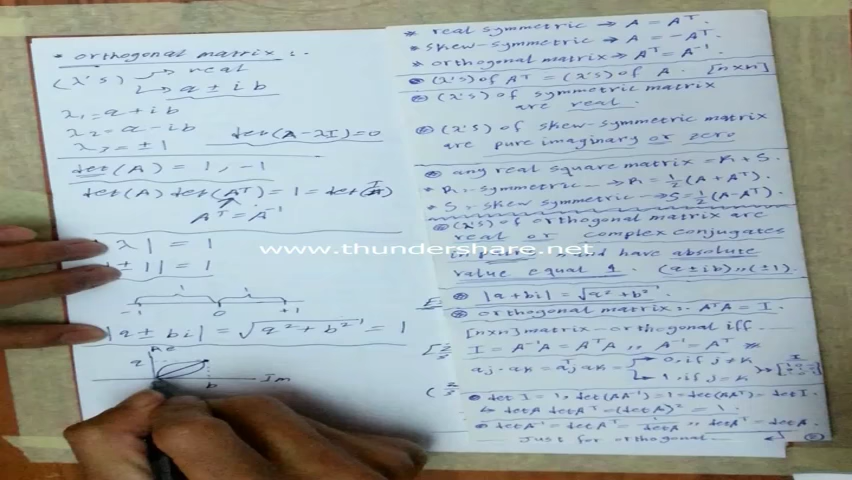 • orthogonal matrix :.
(λ's) → real
→ a ± i b
λ1 = a + i b
λ2 = a - i b
λ3 = ± 1
det(A - λI) = 0
det(A) = 1, -1
det(A) det(A^T) = 1 = det(I)
A^T = A^-1
λ| = 1
± 1| = 1
1 1
-1 0 +1
|a ± bi| = √(a² + b²) = 1
Re
a
b Im
* real symmetric → A = A^T.
* skew-symmetric → A = -A^T.
* orthogonal matrix → A^T = A^-1.
(λ's) of A^T = (λ's) of A. [n×n]
(λ's) of symmetric matrix
are real.
(λ's) of skew-symmetric matrix
are pure imaginary or zero
any real square matrix = R + S.
* R :. symmetric → R = 1/2 (A + A^T).
* S :. skew symmetric → S = 1/2 (A - A^T).
(λ's) of orthogonal matrix are
real or complex conjugates
in pairs and have absolute
value equal 1. (a ± ib) ,, (± 1).
|a + bi| = √(a² + b²)
orthogonal matrix :. A^T A = I.
[n×n] matrix - orthogonal iff
I = A^-1 A = A^T A ,, A^-1 = A^T
aj . ak = aj^T ak = → 0, if j ≠ k
→ 1, if j = k
det I = 1, det(AA^-1) = det(AA^T) = det I.
↳ det A det A^T = (det A)² = 1.
det A^-1 = det A^T = 1/det A ,, det A^T = det A.
Just for orthogonal
www.thundershare.net